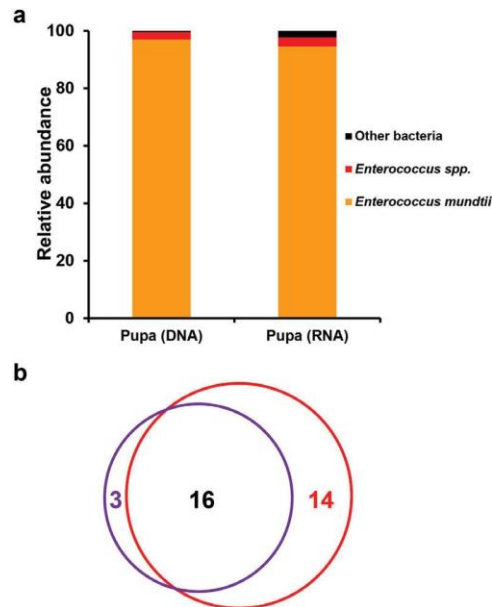 a
Relative abundance
100
80
60
40
20
0
Pupa (DNA)
Pupa (RNA)
Other bacteria
Enterococcus spp.
Enterococcus mundtii
b
3
16
14